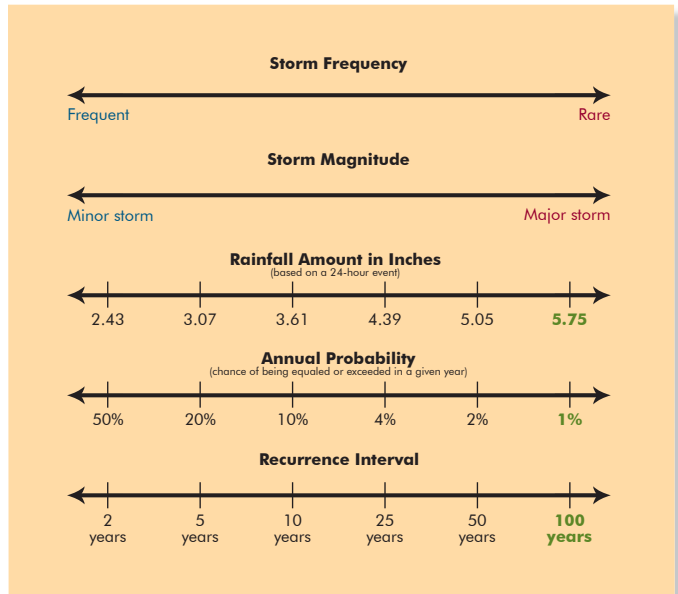 Storm Frequency
Frequent Rare
Storm Magnitude
Minor storm Major storm
Rainfall Amount in Inches
(based on a 24-hour event)
2.43 3.07 3.61 4.39 5.05 5.75
Annual Probability
(chance of being equaled or exceeded in a given year)
50% 20% 10% 4% 2% 1%
Recurrence Interval
2 5 10 25 50 100
years years years years years years